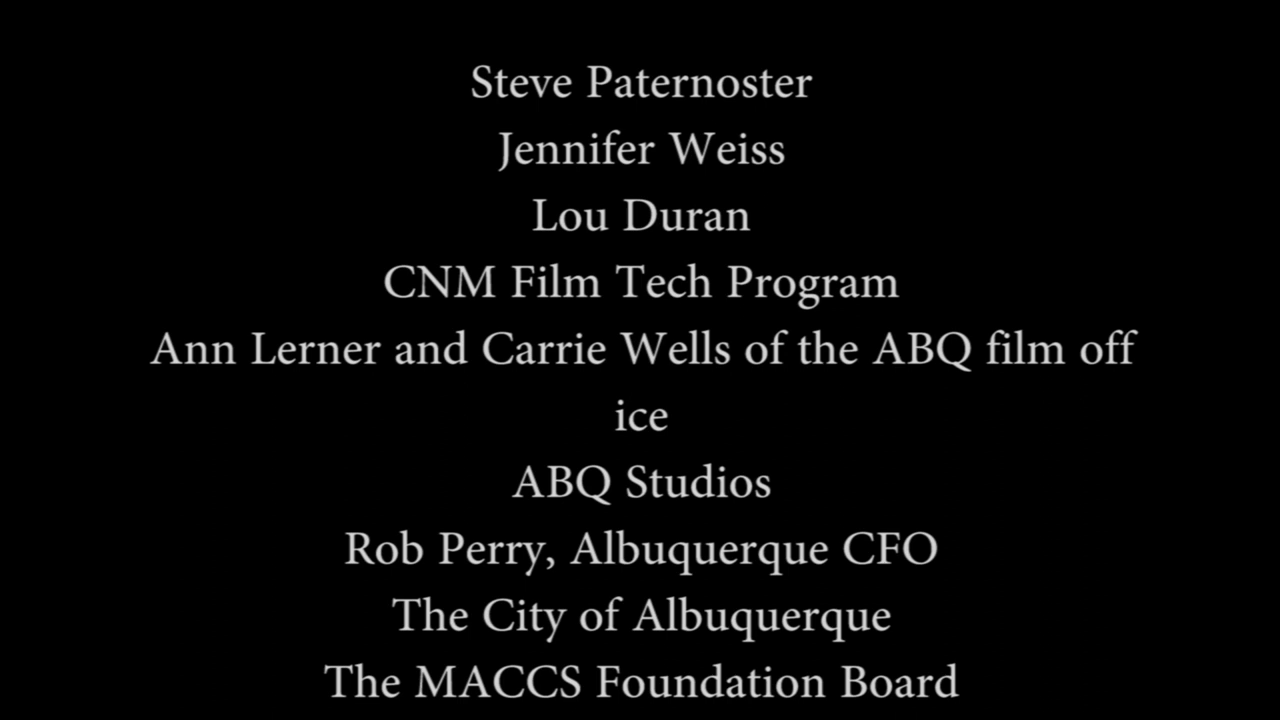 Steve Paternoster
Jennifer Weiss
Lou Duran
CNM Film Tech Program
Ann Lerner and Carrie Wells of the ABQ film off
ice
ABQ Studios
Rob Perry, Albuquerque CFO
The City of Albuquerque
The MACCS Foundation Board